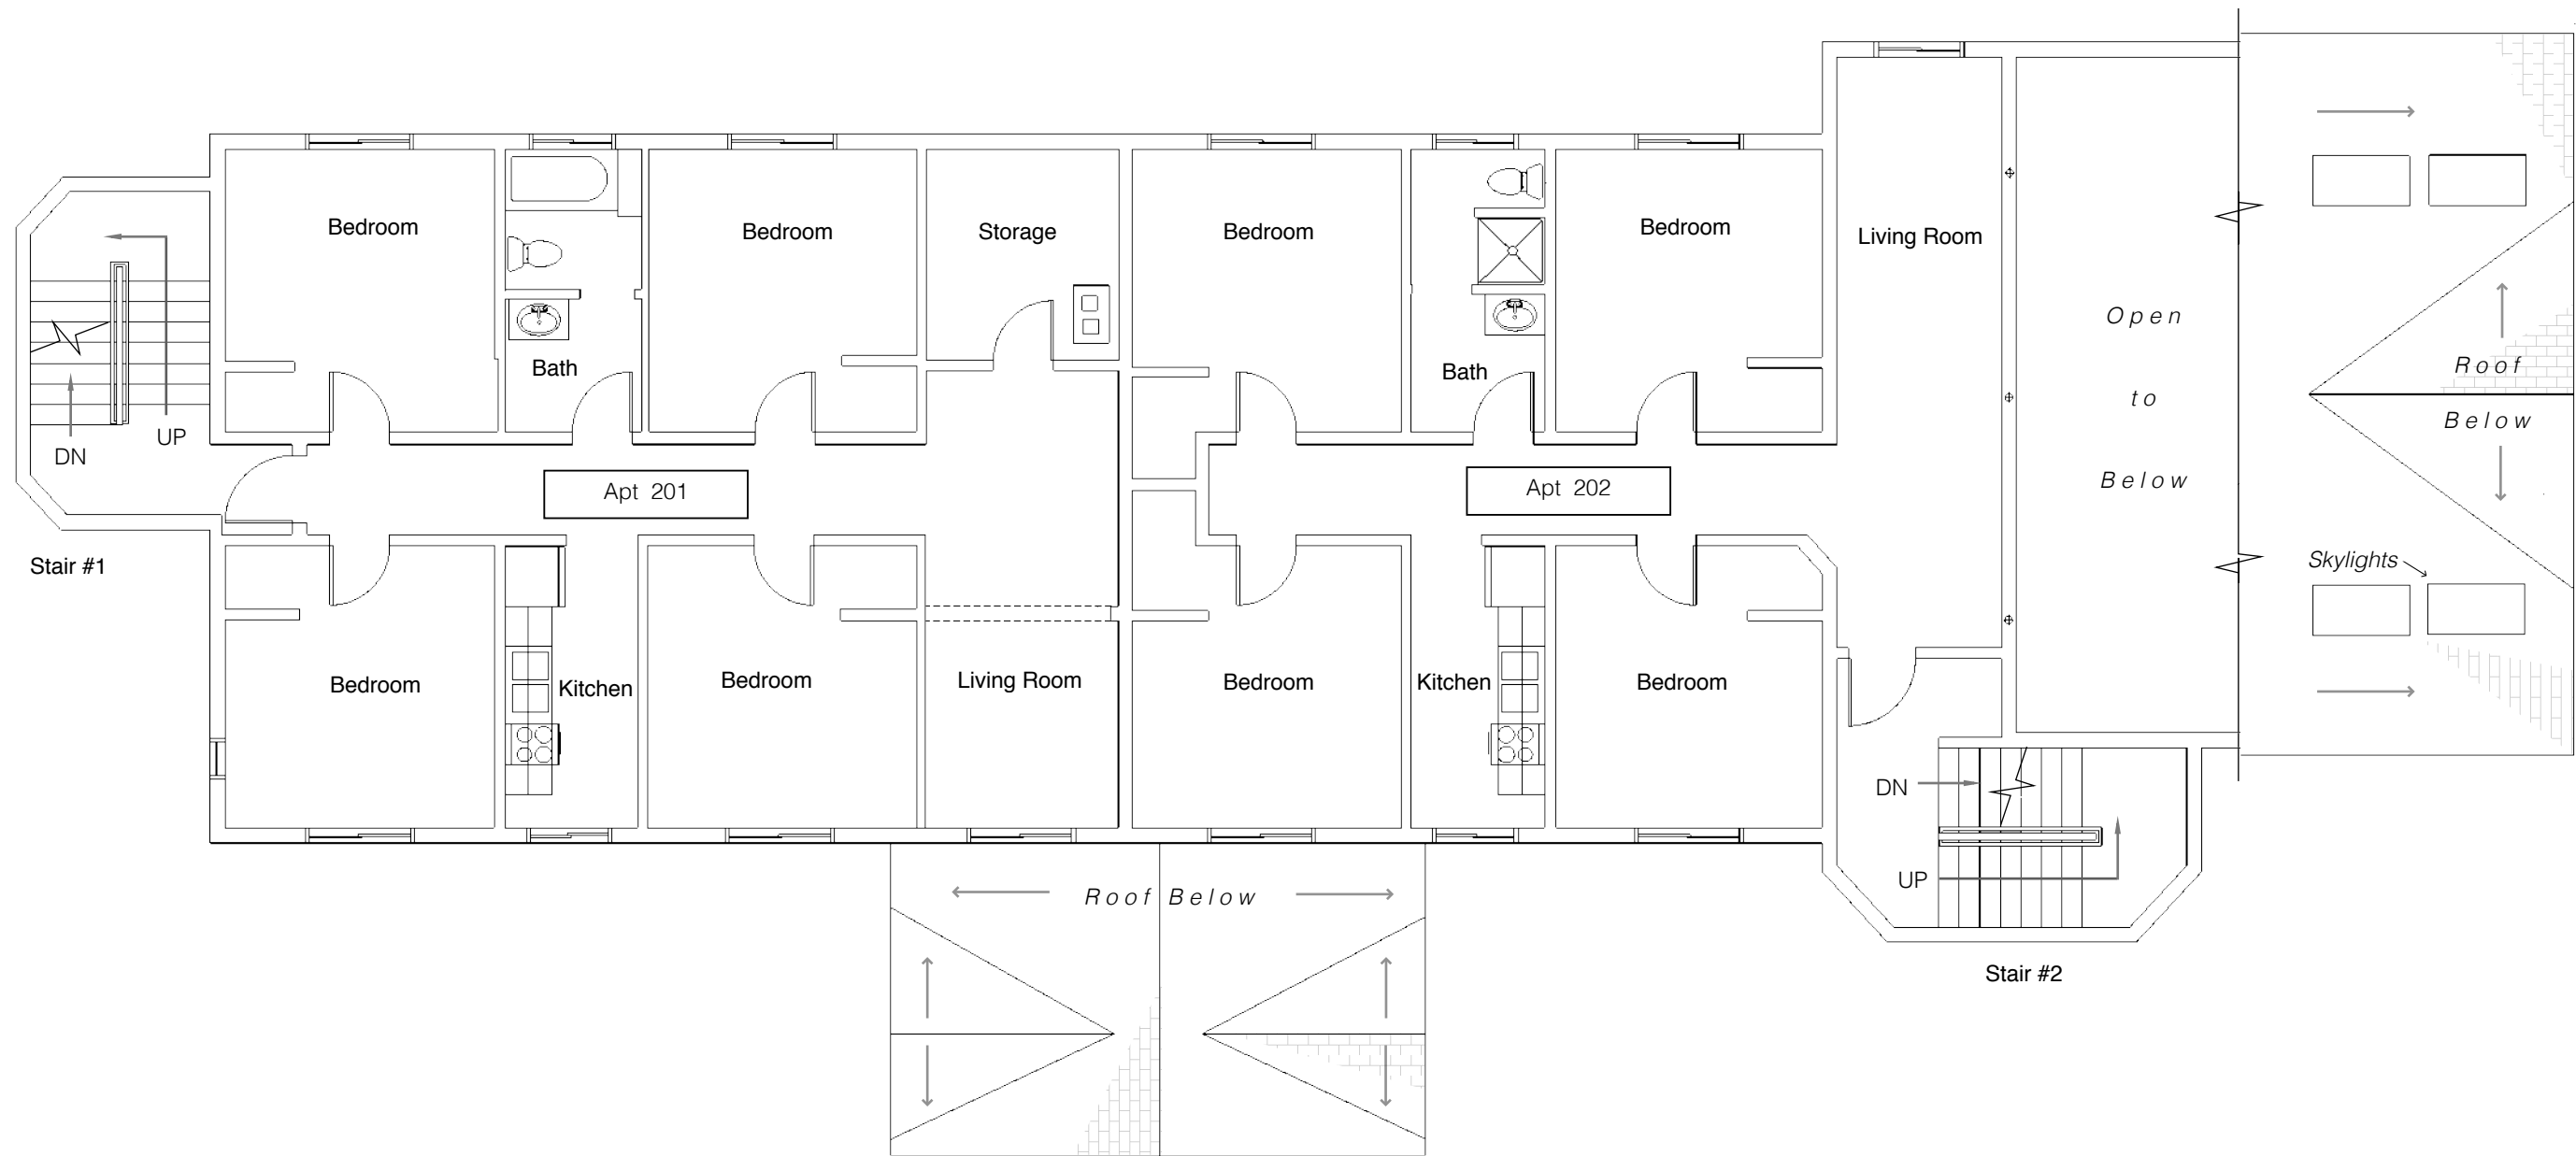 Bedroom
Bedroom
Storage
Bedroom
Bedroom
Living Room
Open
to
Below
Roof
Below
Bath
Bath
UP
DN
Apt 201
Apt 202
Stair #1
Skylights
Bedroom
Kitchen
Bedroom
Living Room
Bedroom
Kitchen
Bedroom
DN
UP
Roof Below
Stair #2